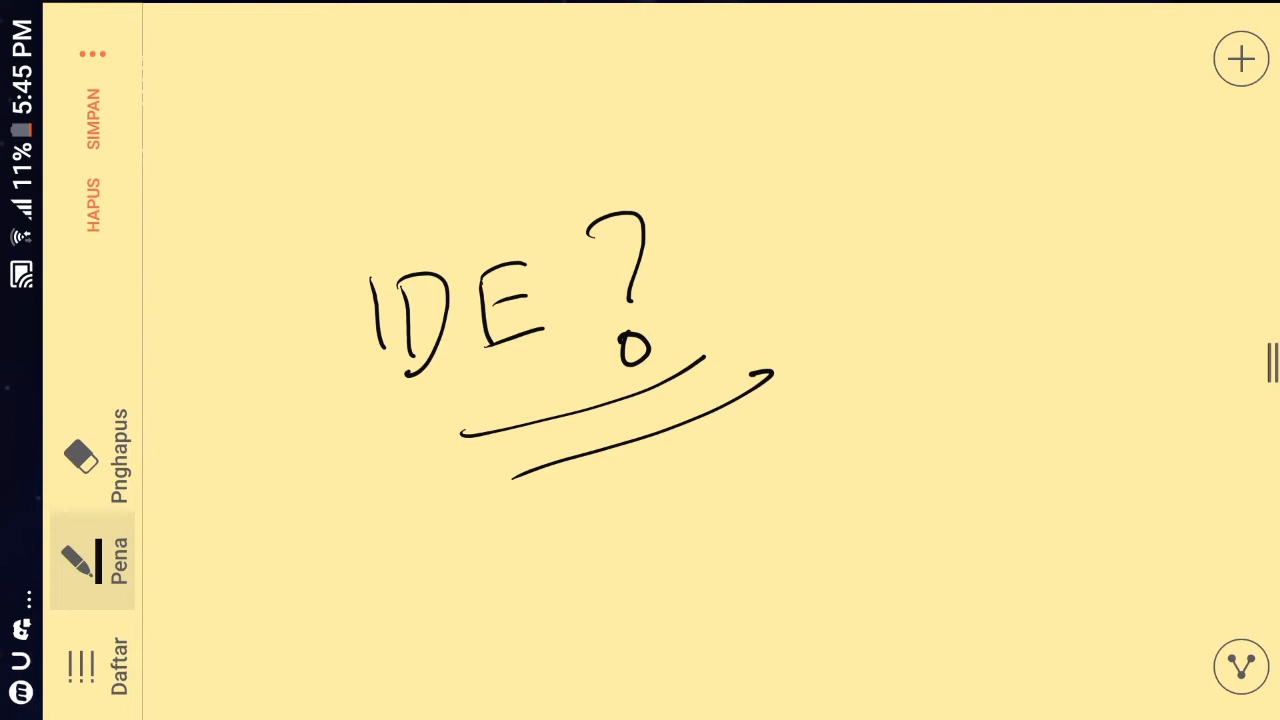 5:45 PM
11%
HAPUS SIMPAN
IDE ?
Pnghapus
Pena
Daftar